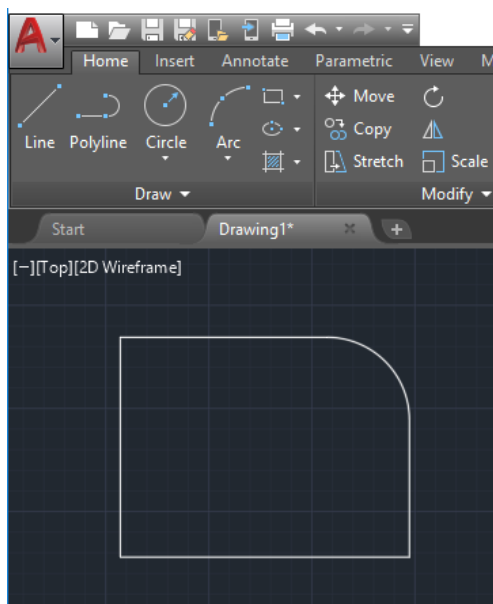 Home Insert Annotate Parametric View M
Line Polyline Circle Arc Move Copy Stretch Scale
Draw Modify
Start Drawing1*
[−][Top][2D Wireframe]